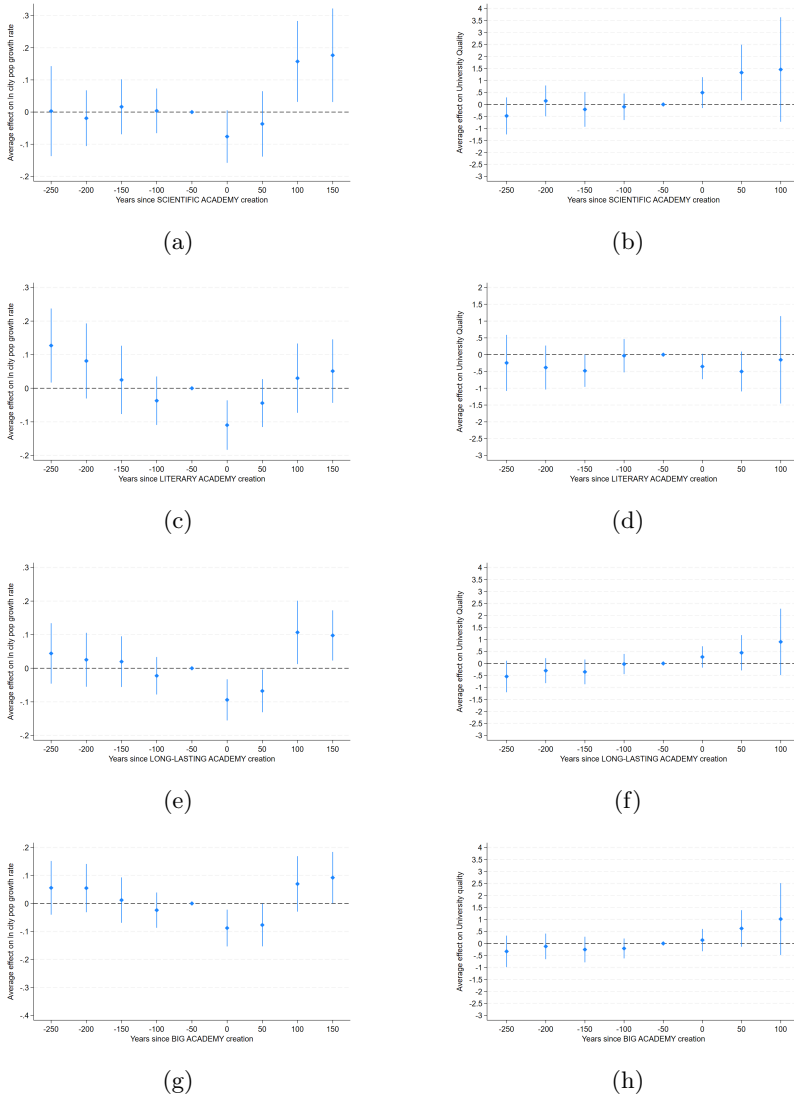 Average effect on ln city pop growth rate
.3
.2
.1
0
-.1
-.2
-250 -200 -150 -100 -50 0 50 100 150
Years since SCIENTIFIC ACADEMY creation
(a)
Average effect on University Quality
4
3.5
3
2.5
2
1.5
1
.5
0
-.5
-1
-1.5
-2
-2.5
-3
-250 -200 -150 -100 -50 0 50 100
Years since SCIENTIFIC ACADEMY creation
(b)
Average effect on ln city pop growth rate
.3
.2
.1
0
-.1
-.2
-250 -200 -150 -100 -50 0 50 100 150
Years since LITERARY ACADEMY creation
(c)
Average effect on University Quality
2
1.5
1
.5
0
-.5
-1
-1.5
-2
-2.5
-3
-250 -200 -150 -100 -50 0 50 100
Years since LITERARY ACADEMY creation
(d)
Average effect on ln city pop growth rate
.3
.2
.1
0
-.1
-.2
-250 -200 -150 -100 -50 0 50 100 150
Years since LONG-LASTING ACADEMY creation
(e)
Average effect on University Quality
4
3.5
3
2.5
2
1.5
1
.5
0
-.5
-1
-1.5
-2
-2.5
-3
-250 -200 -150 -100 -50 0 50 100
Years since LONG-LASTING ACADEMY creation
(f)
Average effect on ln city pop growth rate
.2
.1
0
-.1
-.2
-.3
-.4
-250 -200 -150 -100 -50 0 50 100 150
Years since BIG ACADEMY creation
(g)
Average effect on University quality
4
3.5
3
2.5
2
1.5
1
.5
0
-.5
-1
-1.5
-2
-2.5
-3
-250 -200 -150 -100 -50 0 50 100
Years since BIG ACADEMY creation
(h)